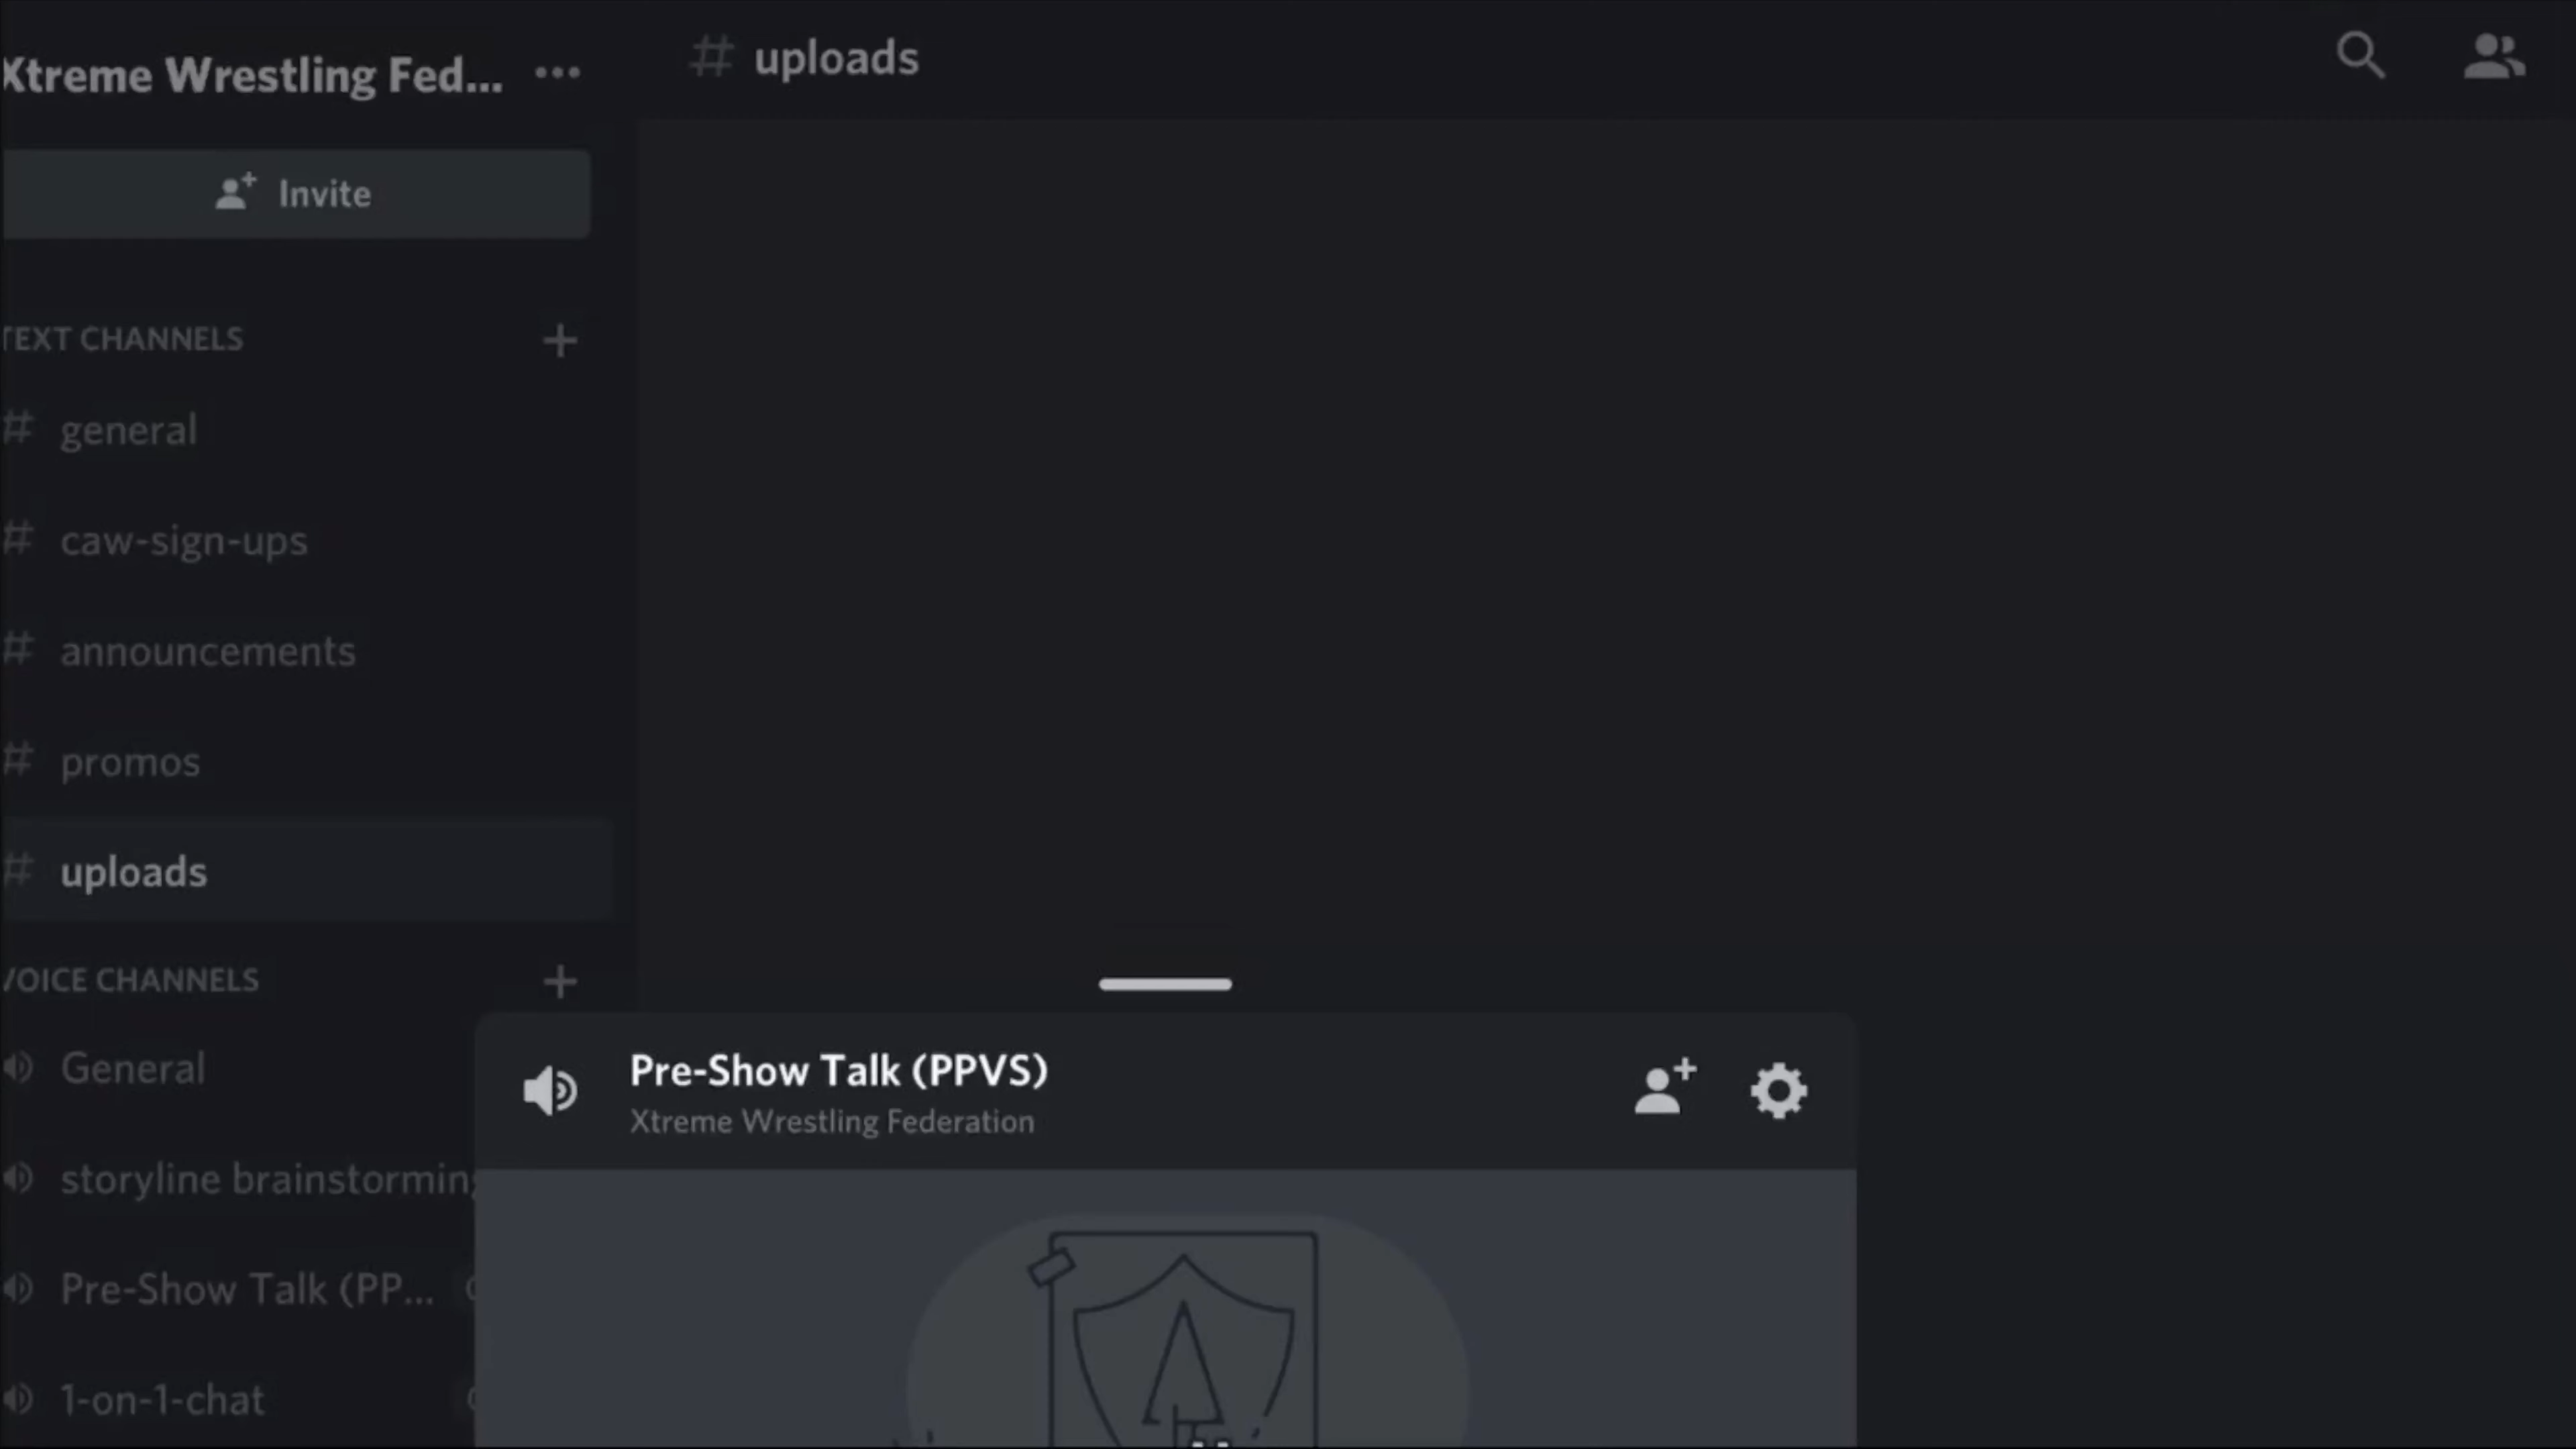 Xtreme Wrestling Fed...
Invite
TEXT CHANNELS
general
caw-sign-ups
announcements
promos
uploads
VOICE CHANNELS
General
storyline brainstorming
Pre-Show Talk (PP...
1-on-1-chat
# uploads
Pre-Show Talk (PPVS)
Xtreme Wrestling Federation